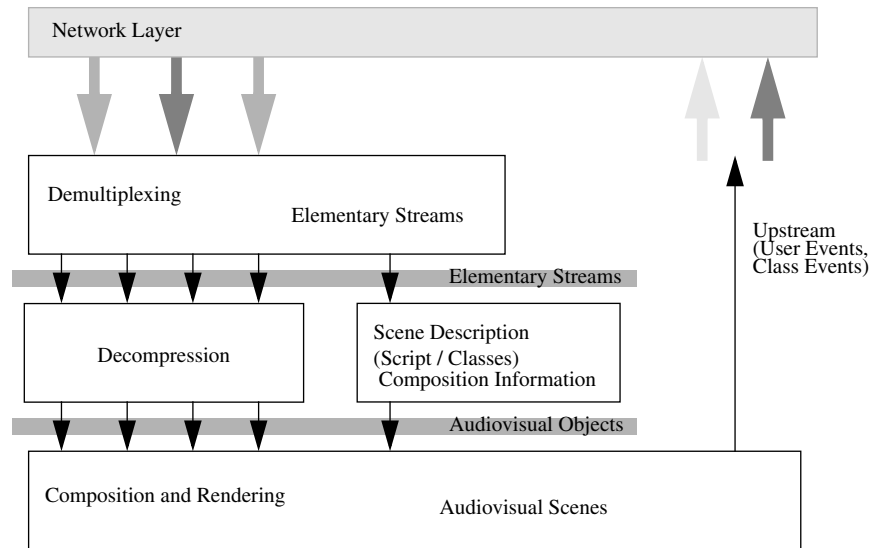 Network Layer
Demultiplexing
Elementary Streams
Upstream
(User Events,
Class Events)
Elementary Streams
Decompression
Scene Description
(Script / Classes)
Composition Information
Audiovisual Objects
Composition and Rendering
Audiovisual Scenes